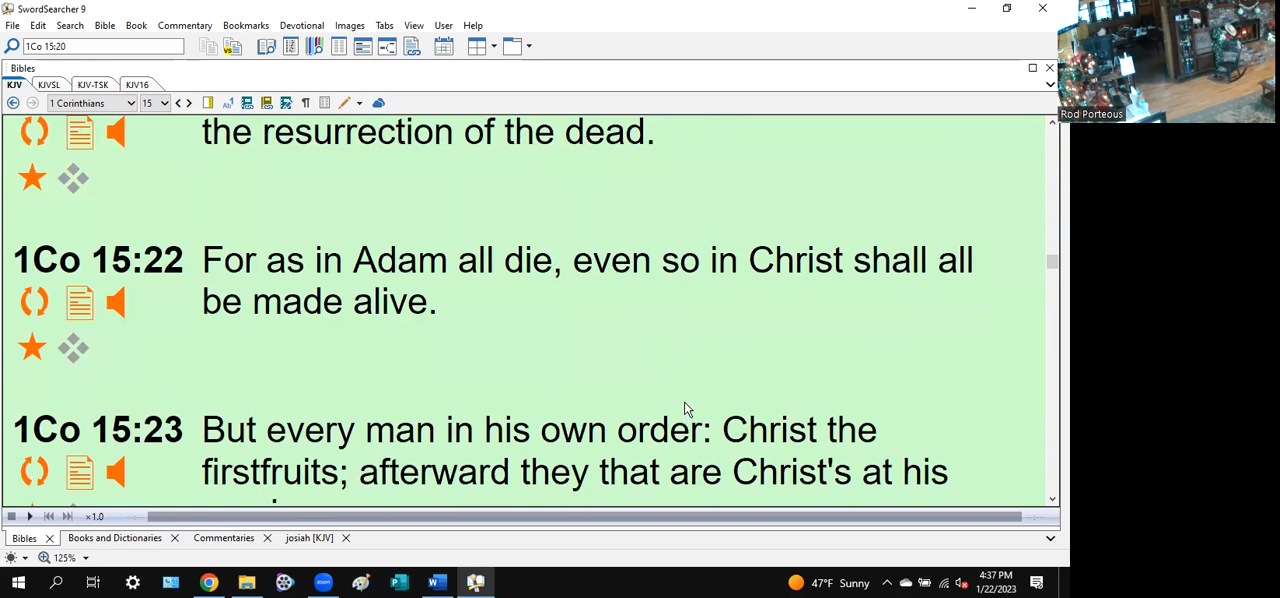 SwordSearcher 9
File Edit Search Bible Book Commentary Bookmarks Devotional Images Tabs View User Help
1Co 15:20
Bibles
KJV KJVSL KJV-TSK KJV16
1 Corinthians 15
the resurrection of the dead.
1Co 15:22 For as in Adam all die, even so in Christ shall all
be made alive.
1Co 15:23 But every man in his own order: Christ the
firstfruits; afterward they that are Christ's at his
×1.0
Bibles Books and Dictionaries Commentaries josiah [KJV]
125%
47°F Sunny 4:37 PM
1/22/2023
Rod Porteous